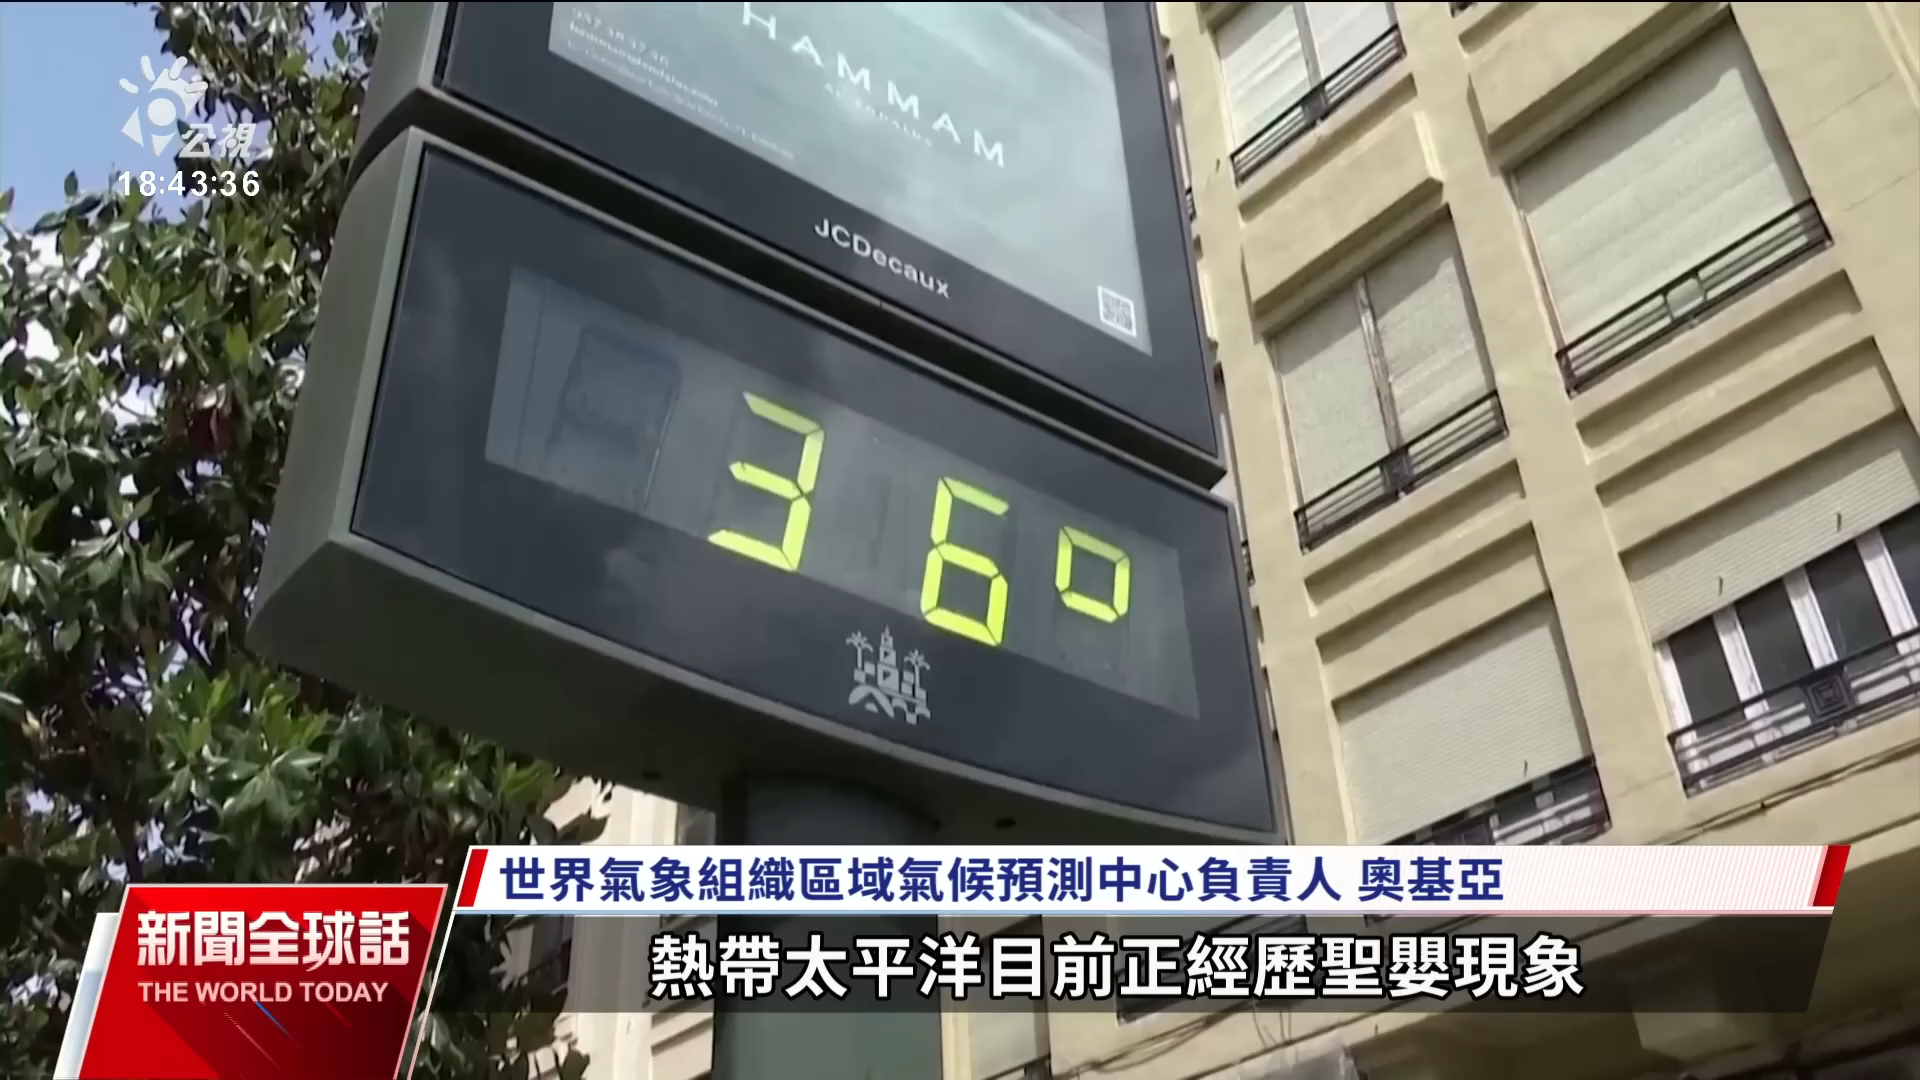 HAMMAM
AL ANDALUS
JCDecaux
公視
18:43:36
36°
世界氣象組織區域氣候預測中心負責人 奧基亞
新聞全球話
THE WORLD TODAY
熱帶太平洋目前正經歷聖嬰現象